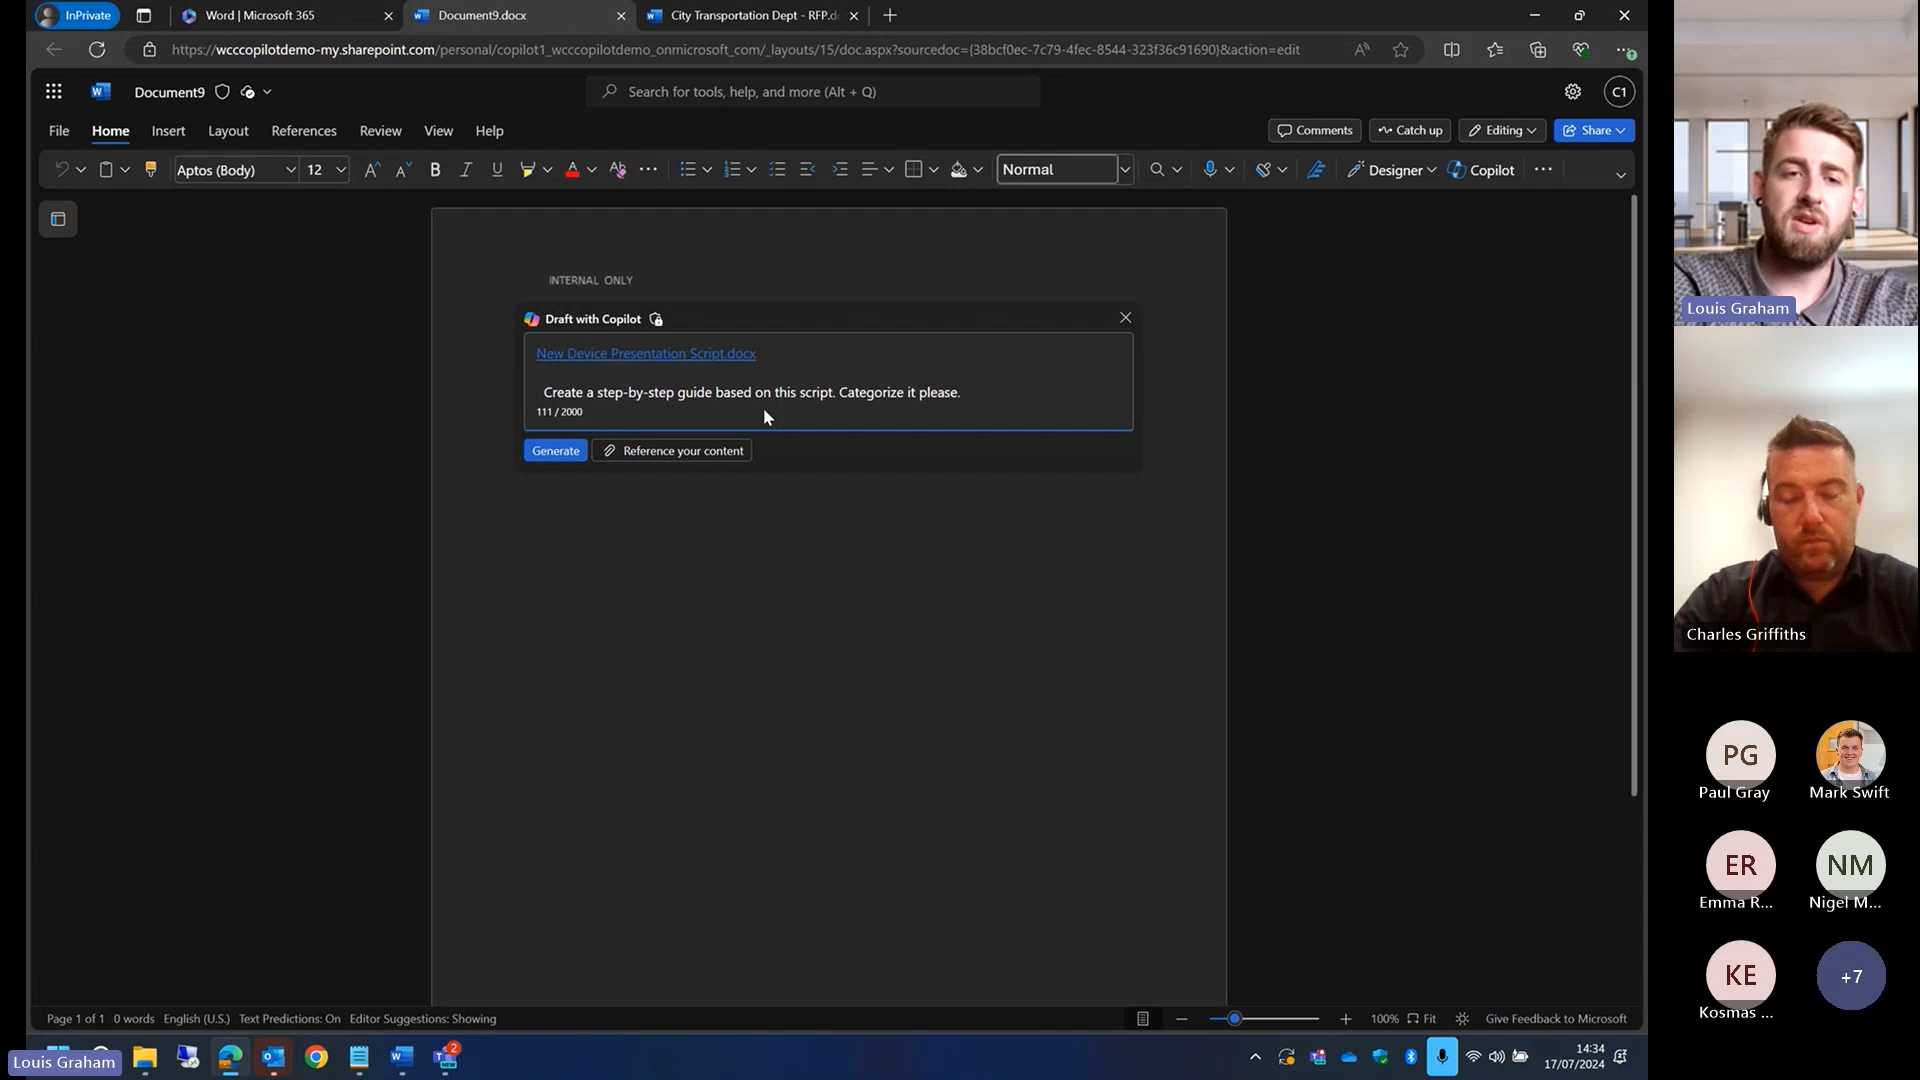 InPrivate
Word | Microsoft 365
Document9.docx
City Transportation Dept - RFP.d
https://wcccopilotdemo-my.sharepoint.com/personal/copilot1_wcccopilotdemo_onmicrosoft_com/_layouts/15/doc.aspx?sourcedoc={38bcf0ec-7c79-4fec-8544-323f36c91690}&action=edit
Document9
Search for tools, help, and more (Alt + Q)
C1
File
Home
Insert
Layout
References
Review
View
Help
Comments
Catch up
Editing
Share
Aptos (Body)
12
Normal
Designer
Copilot
INTERNAL ONLY
Draft with Copilot
New Device Presentation Script.docx
Create a step-by-step guide based on this script. Categorize it please.
111 / 2000
Generate
Reference your content
Page 1 of 1
0 words
English (U.S.)
Text Predictions: On
Editor Suggestions: Showing
100%
Fit
Give Feedback to Microsoft
Louis Graham
2
NEW
14:34
17/07/2024
Louis Graham
Charles Griffiths
PG
Paul Gray
Mark Swift
ER
Emma R...
NM
Nigel M...
KE
Kosmas ...
+7